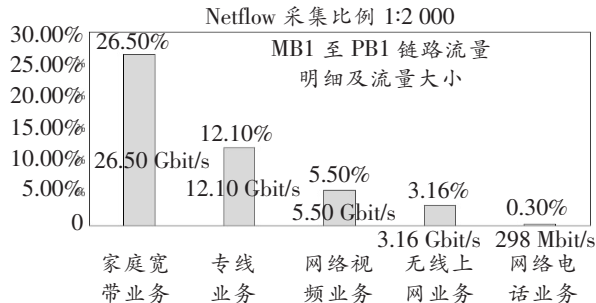 Netflow 采集比例 1:2 000
MB1 至 PB1 链路流量
明细及流量大小
30.00%
25.00%
20.00%
15.00%
10.00%
5.00%
0
26.50%
26.50 Gbit/s
12.10%
12.10 Gbit/s
5.50%
5.50 Gbit/s
3.16%
3.16 Gbit/s
0.30%
298 Mbit/s
家庭宽
带业务
专线
业务
网络视
频业务
无线上
网业务
网络电
话业务